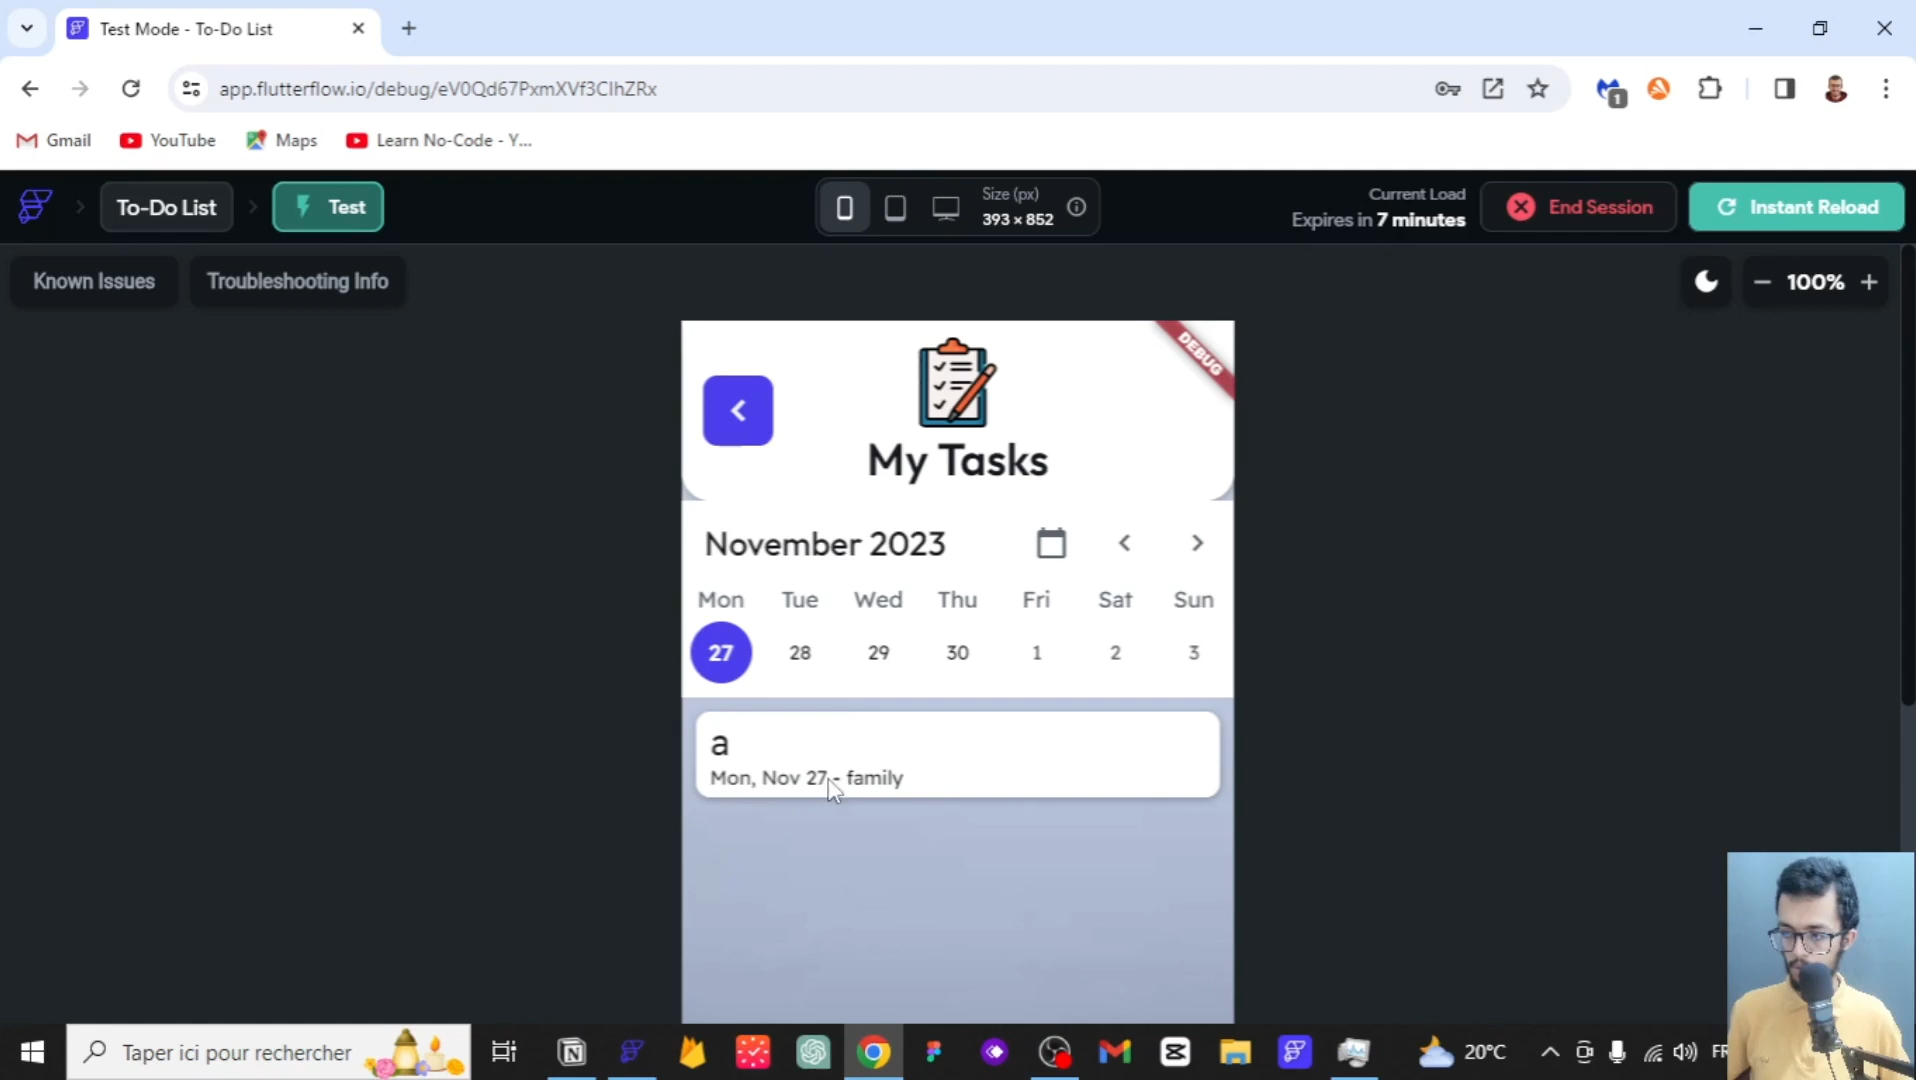 Test Mode - To-Do List
app.flutterflow.io/debug/eV0Qd67PxmXVf3ClhZRx
1
Gmail
YouTube
Maps
Learn No-Code - Y...
To-Do List
Test
Size (px)
393 × 852
Current Load
Expires in 7 minutes
End Session
Instant Reload
Known Issues
Troubleshooting Info
100%
DEBUG
My Tasks
November 2023
Mon Tue Wed Thu Fri Sat Sun
27 28 29 30 1 2 3
a
Mon, Nov 27 - family
Taper ici pour rechercher
20°C
FR